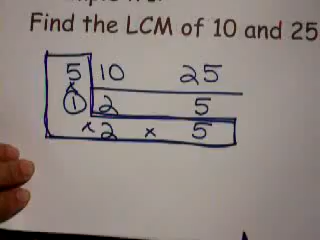 Find the LCM of 10 and 25
5 10 25
x
① 2 5
x 2 x 5